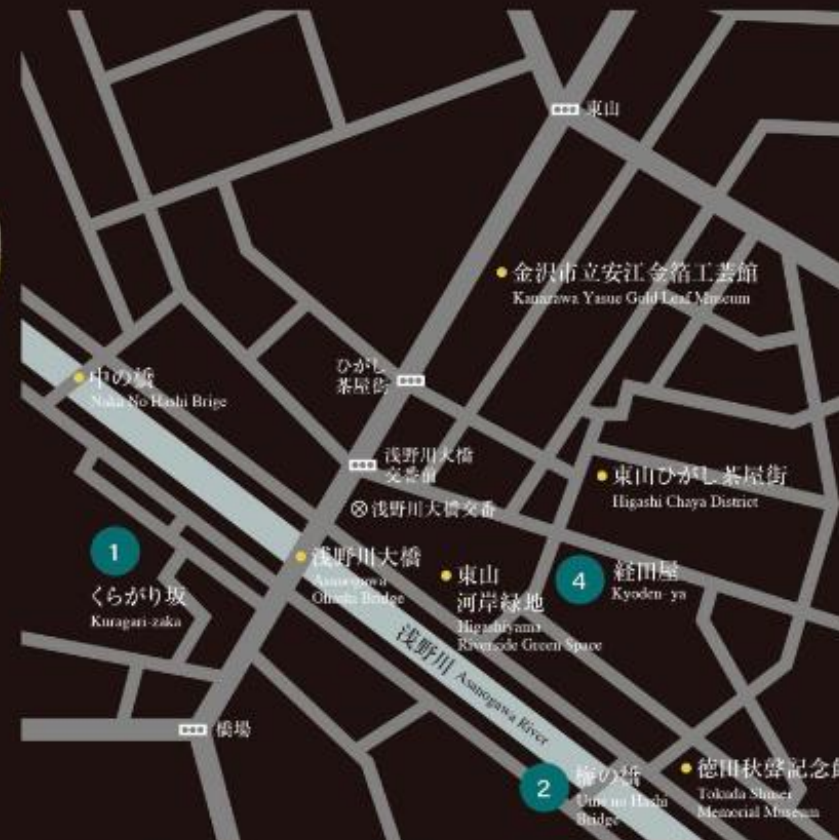 東山
金沢市立安江金箔工芸館
Kanazawa Yasue Gold Leaf Museum
ひがし
茶屋街
中の橋
Naka No Hashi Brige
浅野川大橋
交番前
東山ひがし茶屋街
Higashi Chaya District
浅野川大橋交番
1
くらがり坂
Kuragari-zaka
浅野川大橋
Asanogawa
Ohashi Bridge
東山
河岸緑地
Higashiyama
Riverside Green Space
4
経田屋
Kyoden-ya
浅野川 Asanogawa River
橋場
2
梅の橋
Ume no Hashi
Bridge
徳田秋聲記念
Tokuda Shusei
Memorial Museum